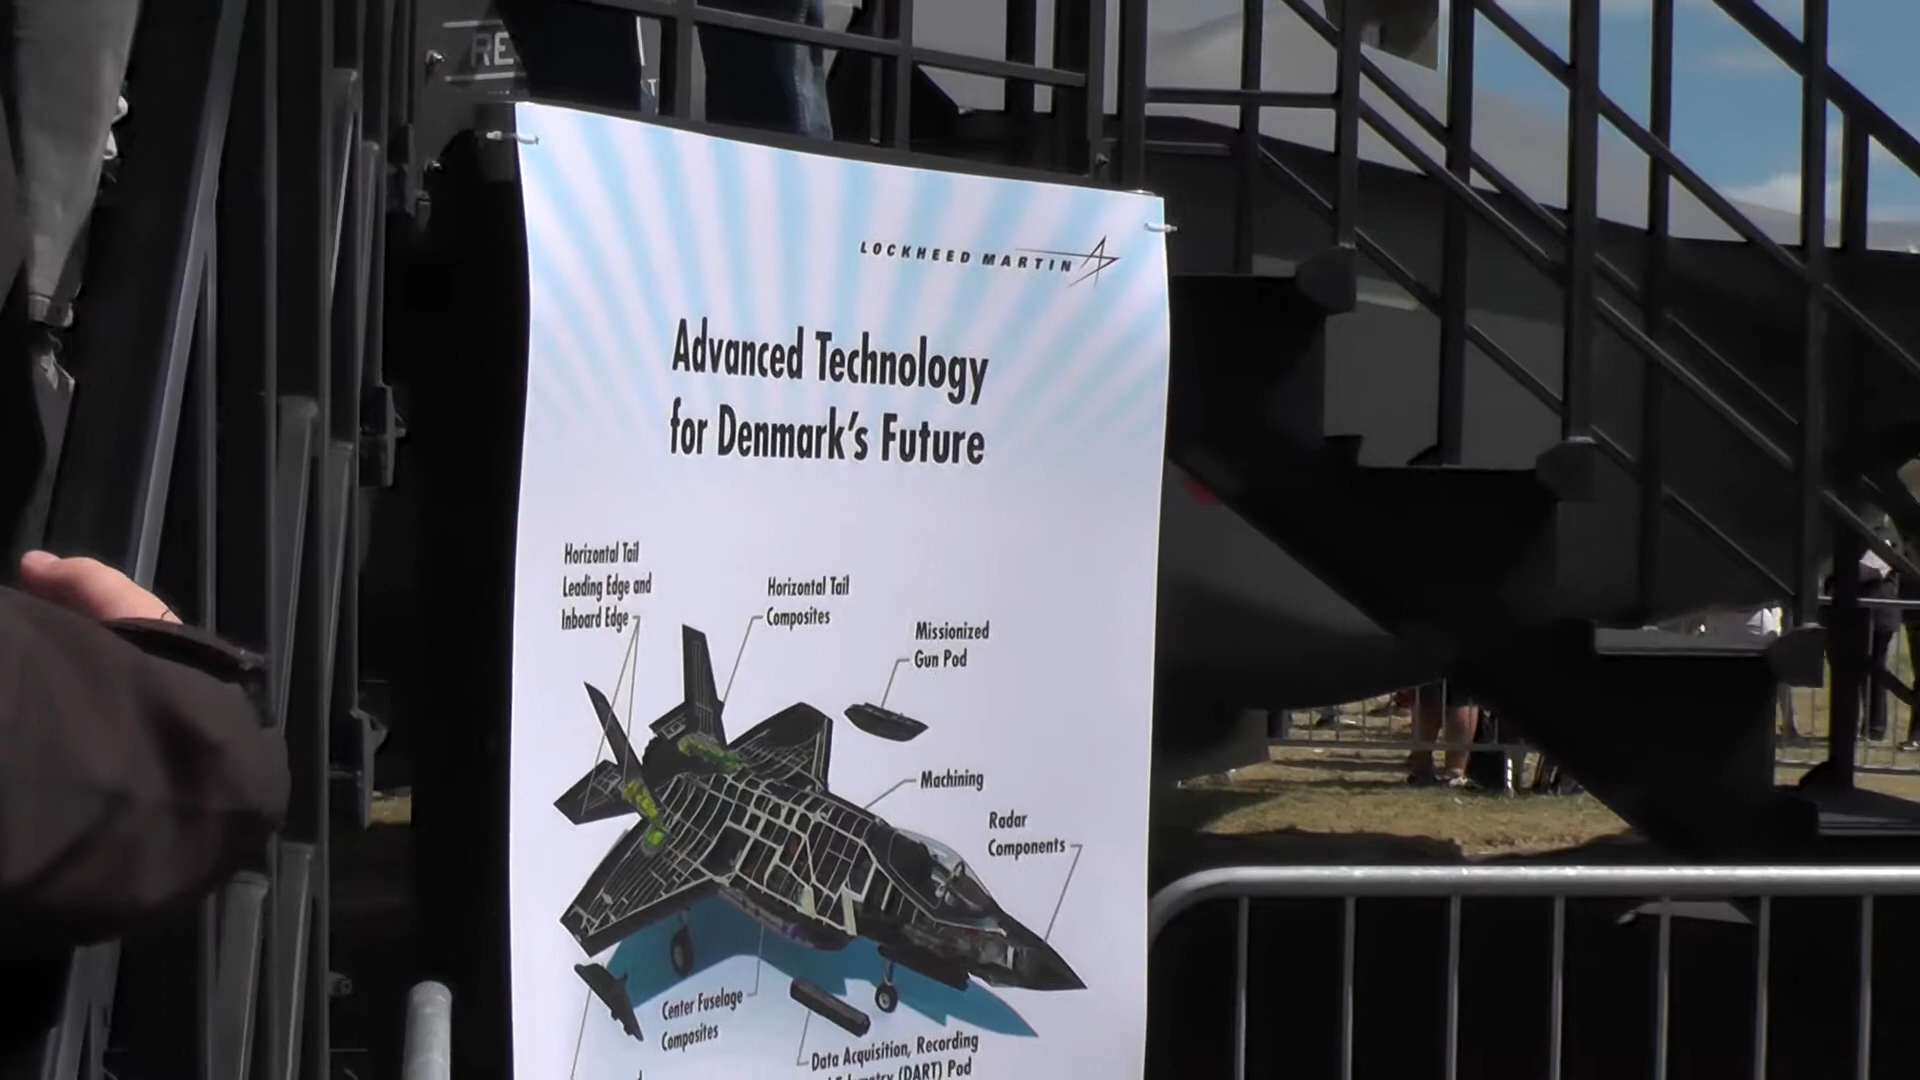 RE
LOCKHEED MARTIN
Advanced Technology
for Denmark's Future
Horizontal Tail
Leading Edge and
Inboard Edge
Horizontal Tail
Composites
Missionized
Gun Pod
Machining
Radar
Components
Center Fuselage
Composites
Data Acquisition, Recording
(DART) Pod